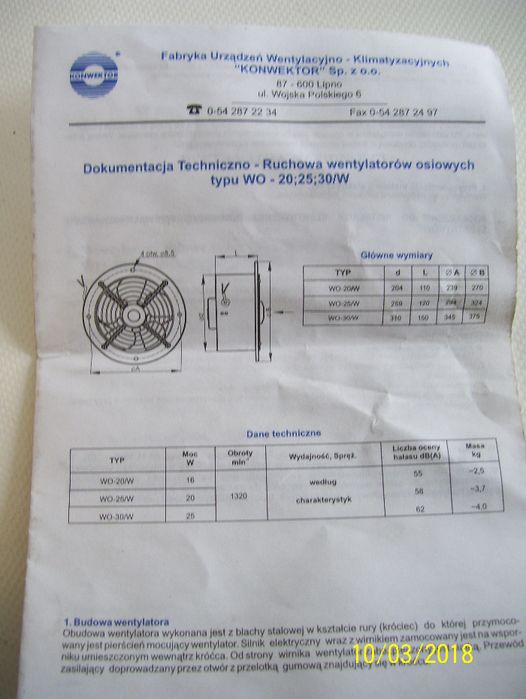 KONWEKTOR
®
Fabryka Urządzeń Wentylacyjno - Klimatyzacyjnych
"KONWEKTOR" Sp. z o.o.
87 - 600 Lipno
ul. Wojska Polskiego 6
☎ 0-54 287 22 34 Fax 0-54 287 24 97
Dokumentacja Techniczno - Ruchowa wentylatorów osiowych
typu WO - 20;25;30/W
4 otw. ø8,5
L
ød
øB
øA
Główne wymiary
TYP d L ∅ A ∅ B
WO-20/W 204 110 239 270
WO-25/W 259 120 324
WO-30/W 310 150 345 375
Dane techniczne
TYP Moc W Obroty min⁻¹ Wydajność, Spręż. Liczba oceny hałasu dB(A) Masa kg
WO-20/W 16 1320 według charakterystyk 55 ~2,5
WO-25/W 20 58 ~3,7
WO-30/W 25 62 ~4,0
1. Budowa wentylatora
Obudowa wentylatora wykonana jest z blachy stalowej w kształcie rury (króciec) do której przymoco-
wany jest pierścień mocujący wentylator. Silnik elektryczny wraz z wirnikiem zamocowany jest na wspor-
niku umieszczonym wewnątrz króćca. Od strony wirnika Przewód
zasilający doprowadzany przez otwór z przelotką gumową
10/03/2018